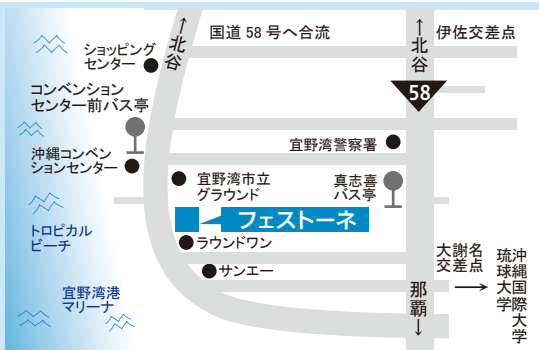 国道 58 号へ合流
↑北谷
↑北谷
伊佐交差点
ショッピング
センター
58
コンベンション
センター前バス亭
宜野湾警察署
沖縄コンベン
ションセンター
宜野湾市立
グラウンド
真志喜
バス亭
フェストーネ
トロピカル
ビーチ
ラウンドワン
サンエー
大謝名
交差点
→
沖縄国際大学
琉球大学
宜野湾港
マリーナ
那覇↓